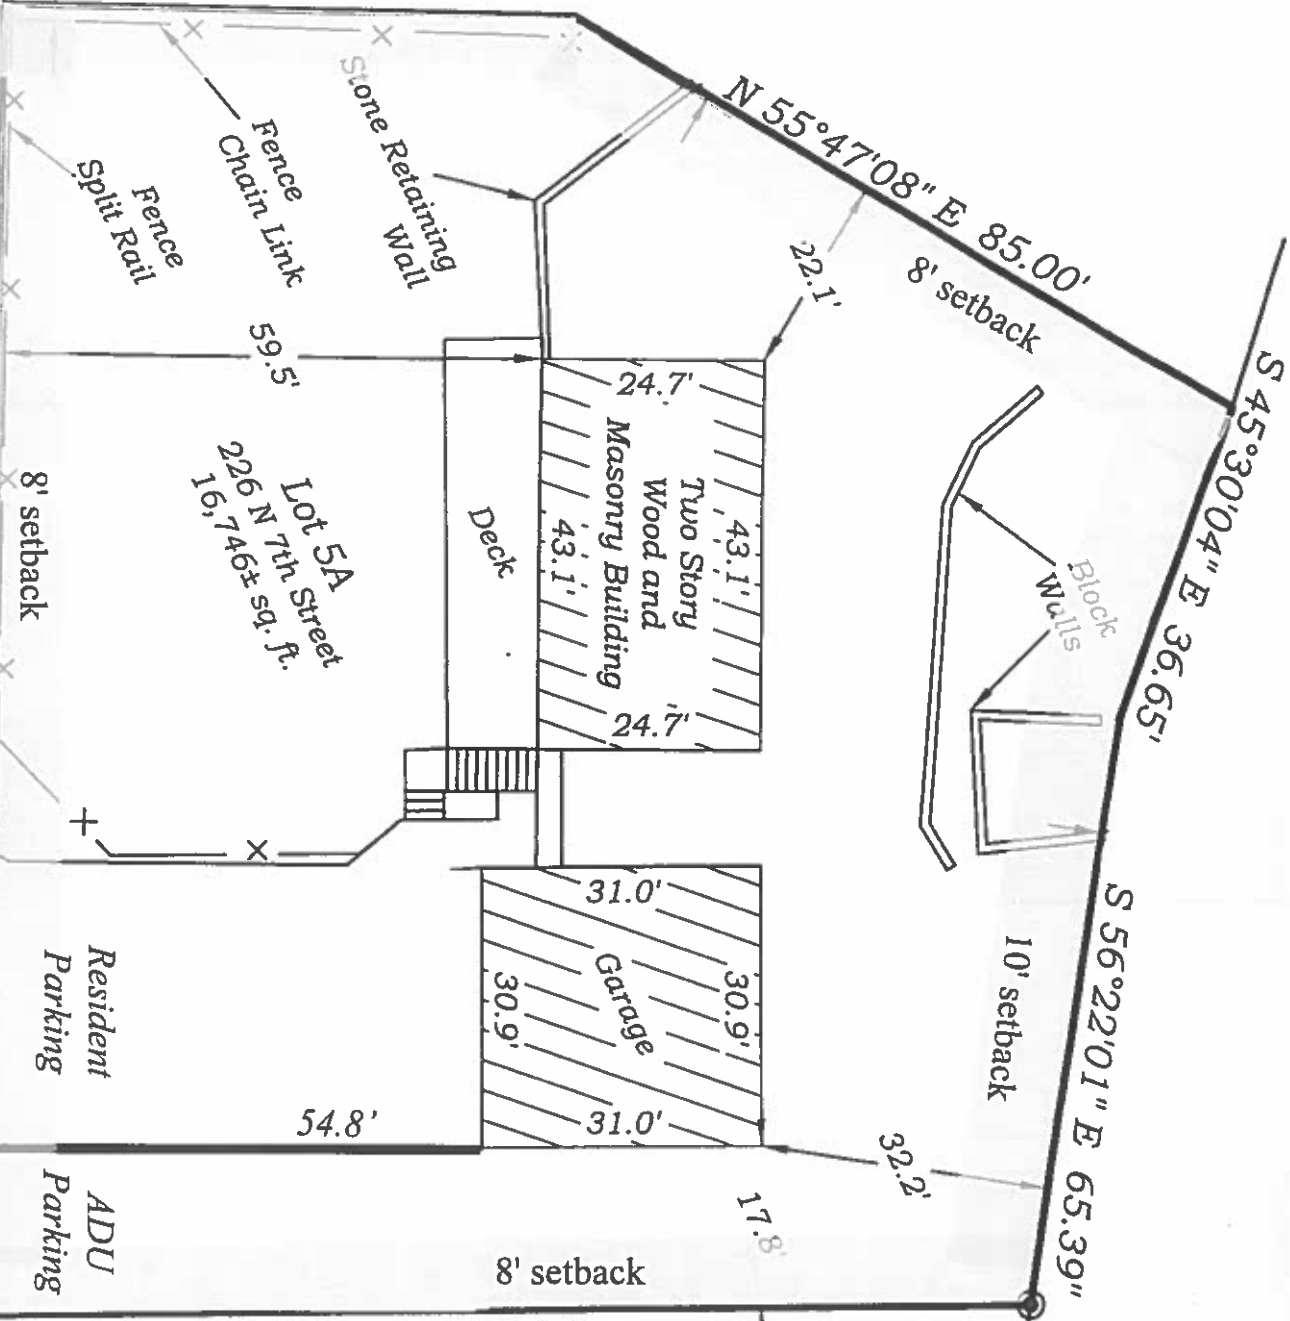 N 55°47'08" E 85.00'
8' setback
S 45°30'04" E 36.65'
S 56°22'01" E 65.39"
10' setback
22.1'
Stone Retaining
Wall
Fence
Chain Link
Fence
Split Rail
59.5'
24.7'
43.1'
Two Story
Wood and
Masonry Building
43.1'
24.7'
Deck
Block
Walls
Lot 5A
226 N 7th Street
16,746± sq. ft.
8' setback
31.0'
30.9'
Garage
30.9'
31.0'
Resident
Parking
54.8'
32.2'
17.8'
ADU
Parking
8' setback